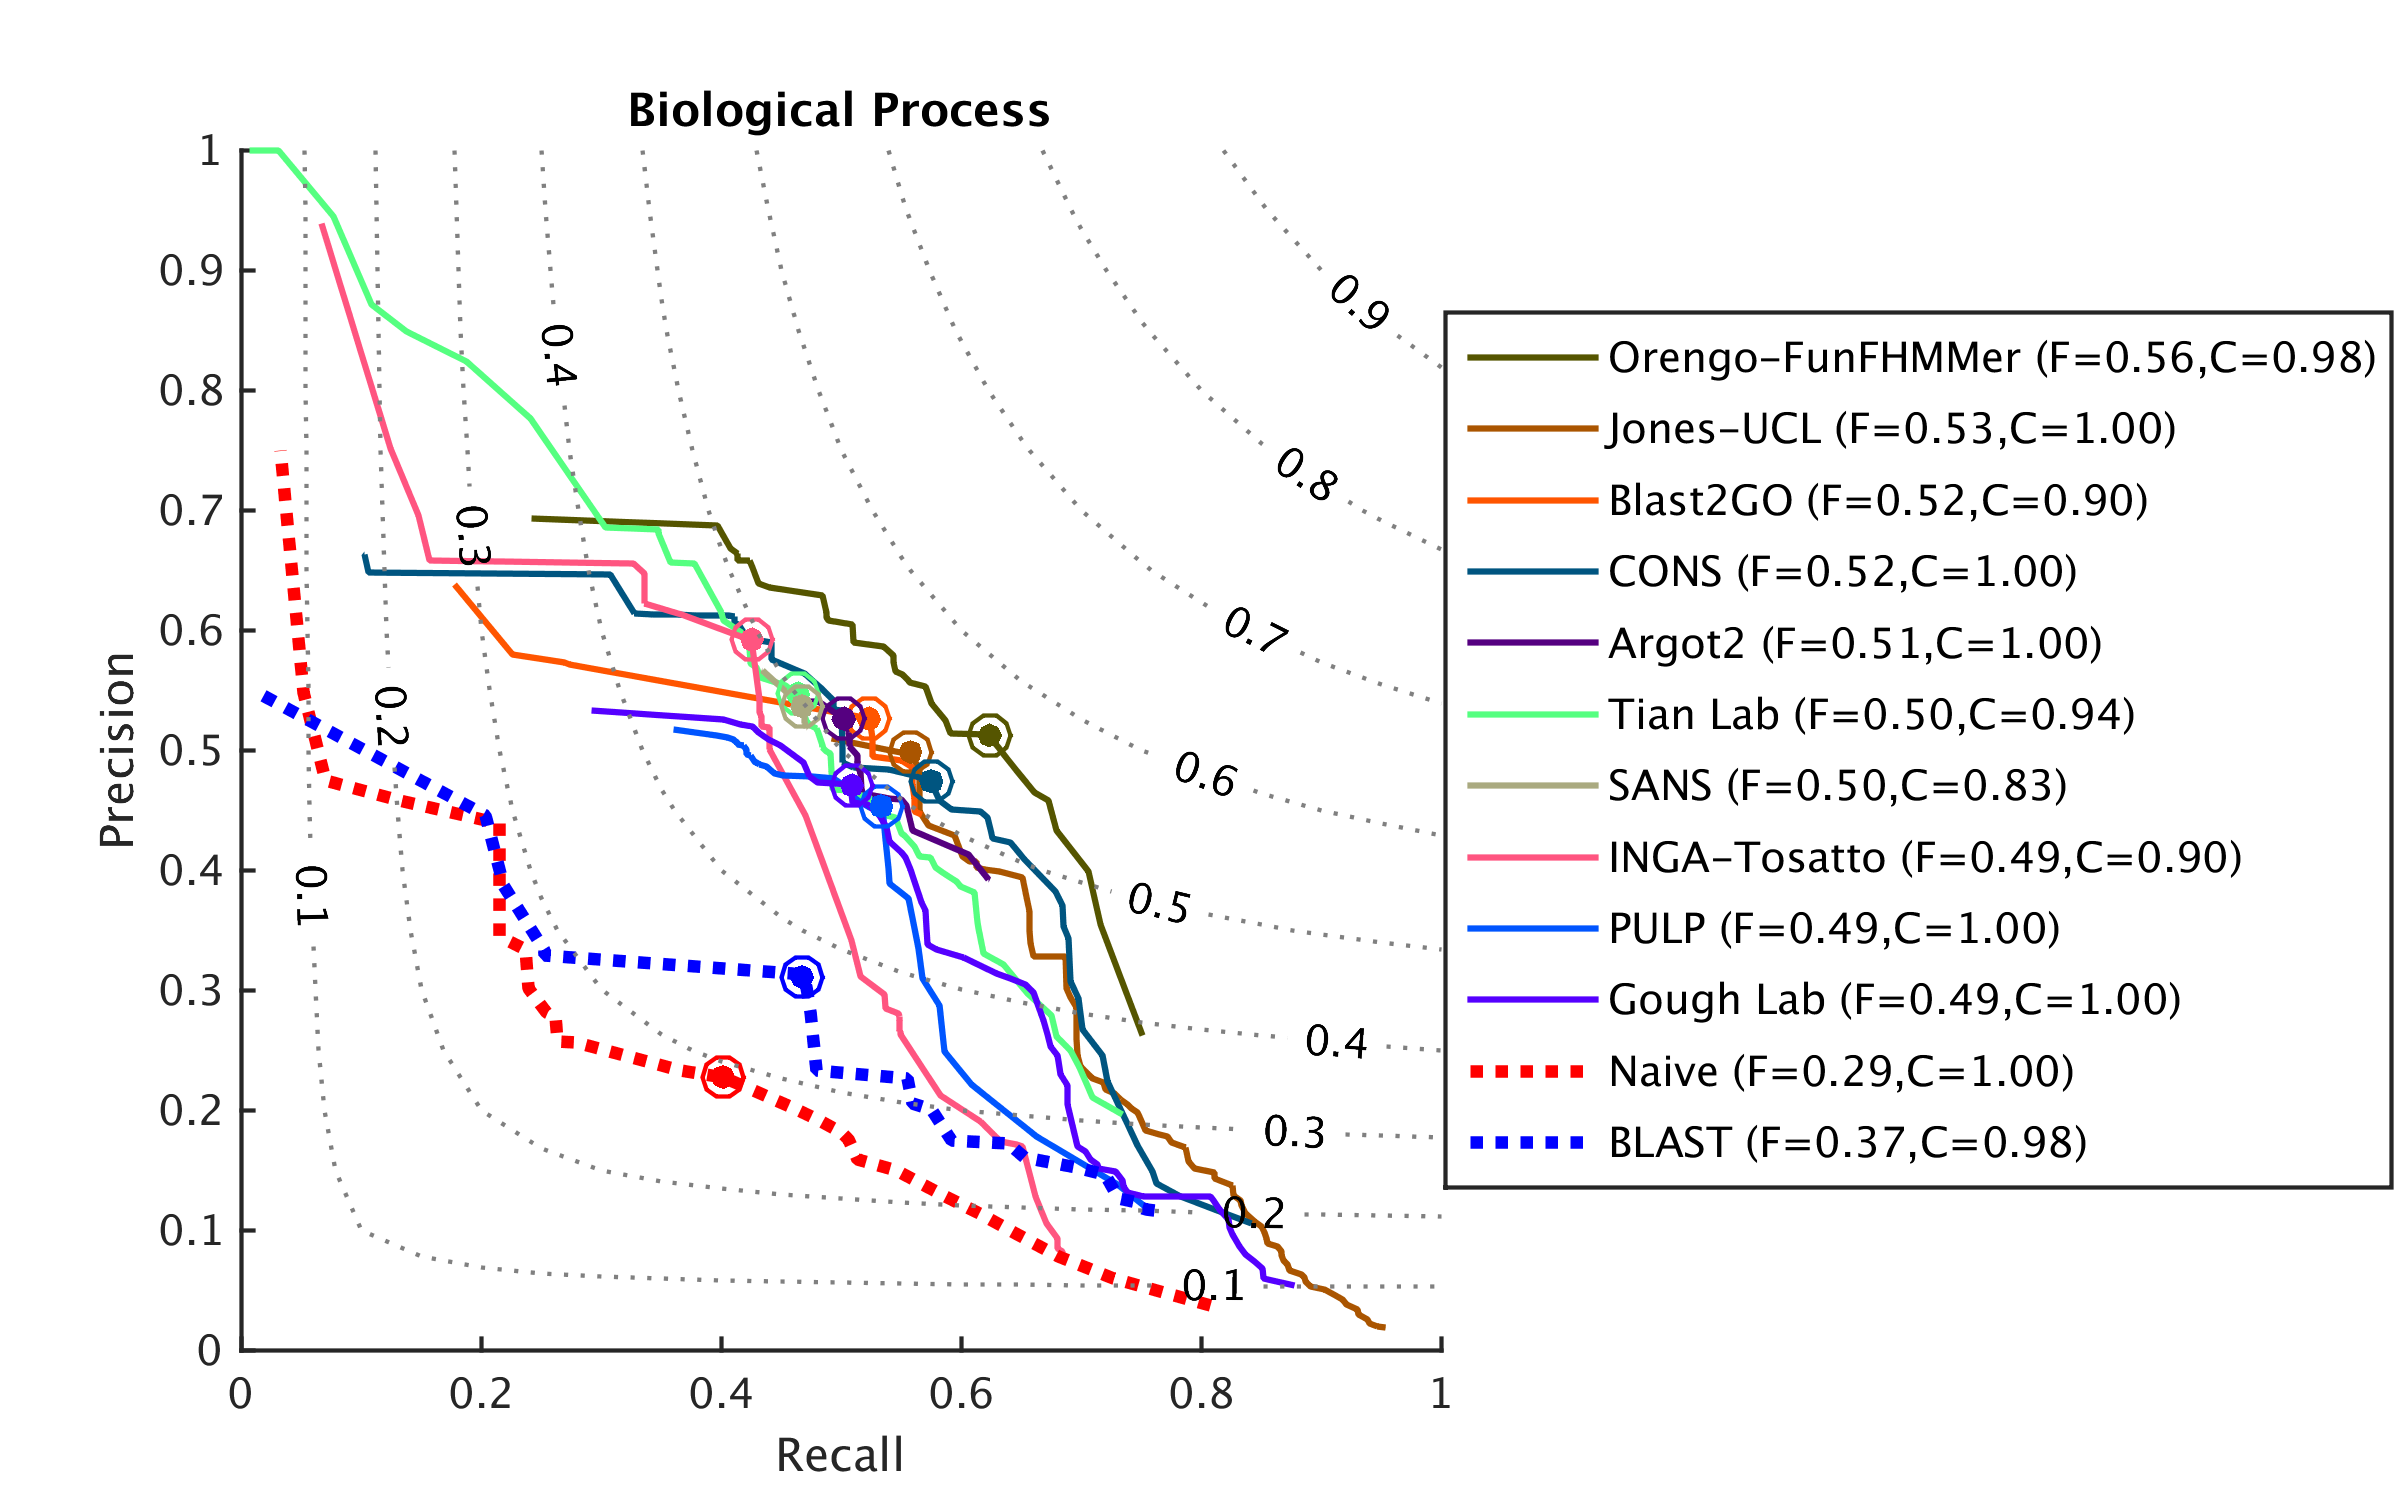 Biological Process
1
0.9
0.8
0.7
0.6
0.5
0.4
0.3
0.2
0.1
0
Precision
0
0.2
0.4
0.6
0.8
1
Recall
0.4
0.3
0.2
0.1
0.9
0.8
0.7
0.6
0.5
0.4
0.3
0.2
0.1
Orengo-FunFHMMer (F=0.56,C=0.98)
Jones-UCL (F=0.53,C=1.00)
Blast2GO (F=0.52,C=0.90)
CONS (F=0.52,C=1.00)
Argot2 (F=0.51,C=1.00)
Tian Lab (F=0.50,C=0.94)
SANS (F=0.50,C=0.83)
INGA-Tosatto (F=0.49,C=0.90)
PULP (F=0.49,C=1.00)
Gough Lab (F=0.49,C=1.00)
Naive (F=0.29,C=1.00)
BLAST (F=0.37,C=0.98)